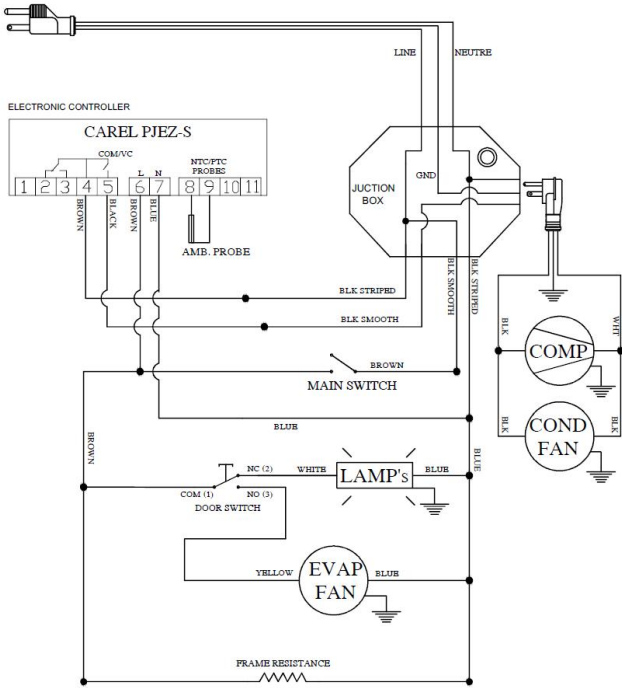 LINE
NEUTRE
ELECTRONIC CONTROLLER
CAREL PJEZ-S
COM/VC
L N
NTC/PTC
PROBES
1 2 3 4 5 6 7 8 9 10 11
BROWN
BLACK
BROWN
BLUE
AMB. PROBE
GND
JUCTION
BOX
BLK STRIPED
BLK SMOOTH
BLK SMOOTH
BLK STRIPED
BLK
WHT
COMP
BROWN
MAIN SWITCH
BLK
BLK
COND
FAN
BLUE
BROWN
BLUE
NC (2)
WHITE
LAMP's
BLUE
COM (1)
NO (3)
DOOR SWITCH
YELLOW
EVAP
FAN
BLUE
FRAME RESISTANCE